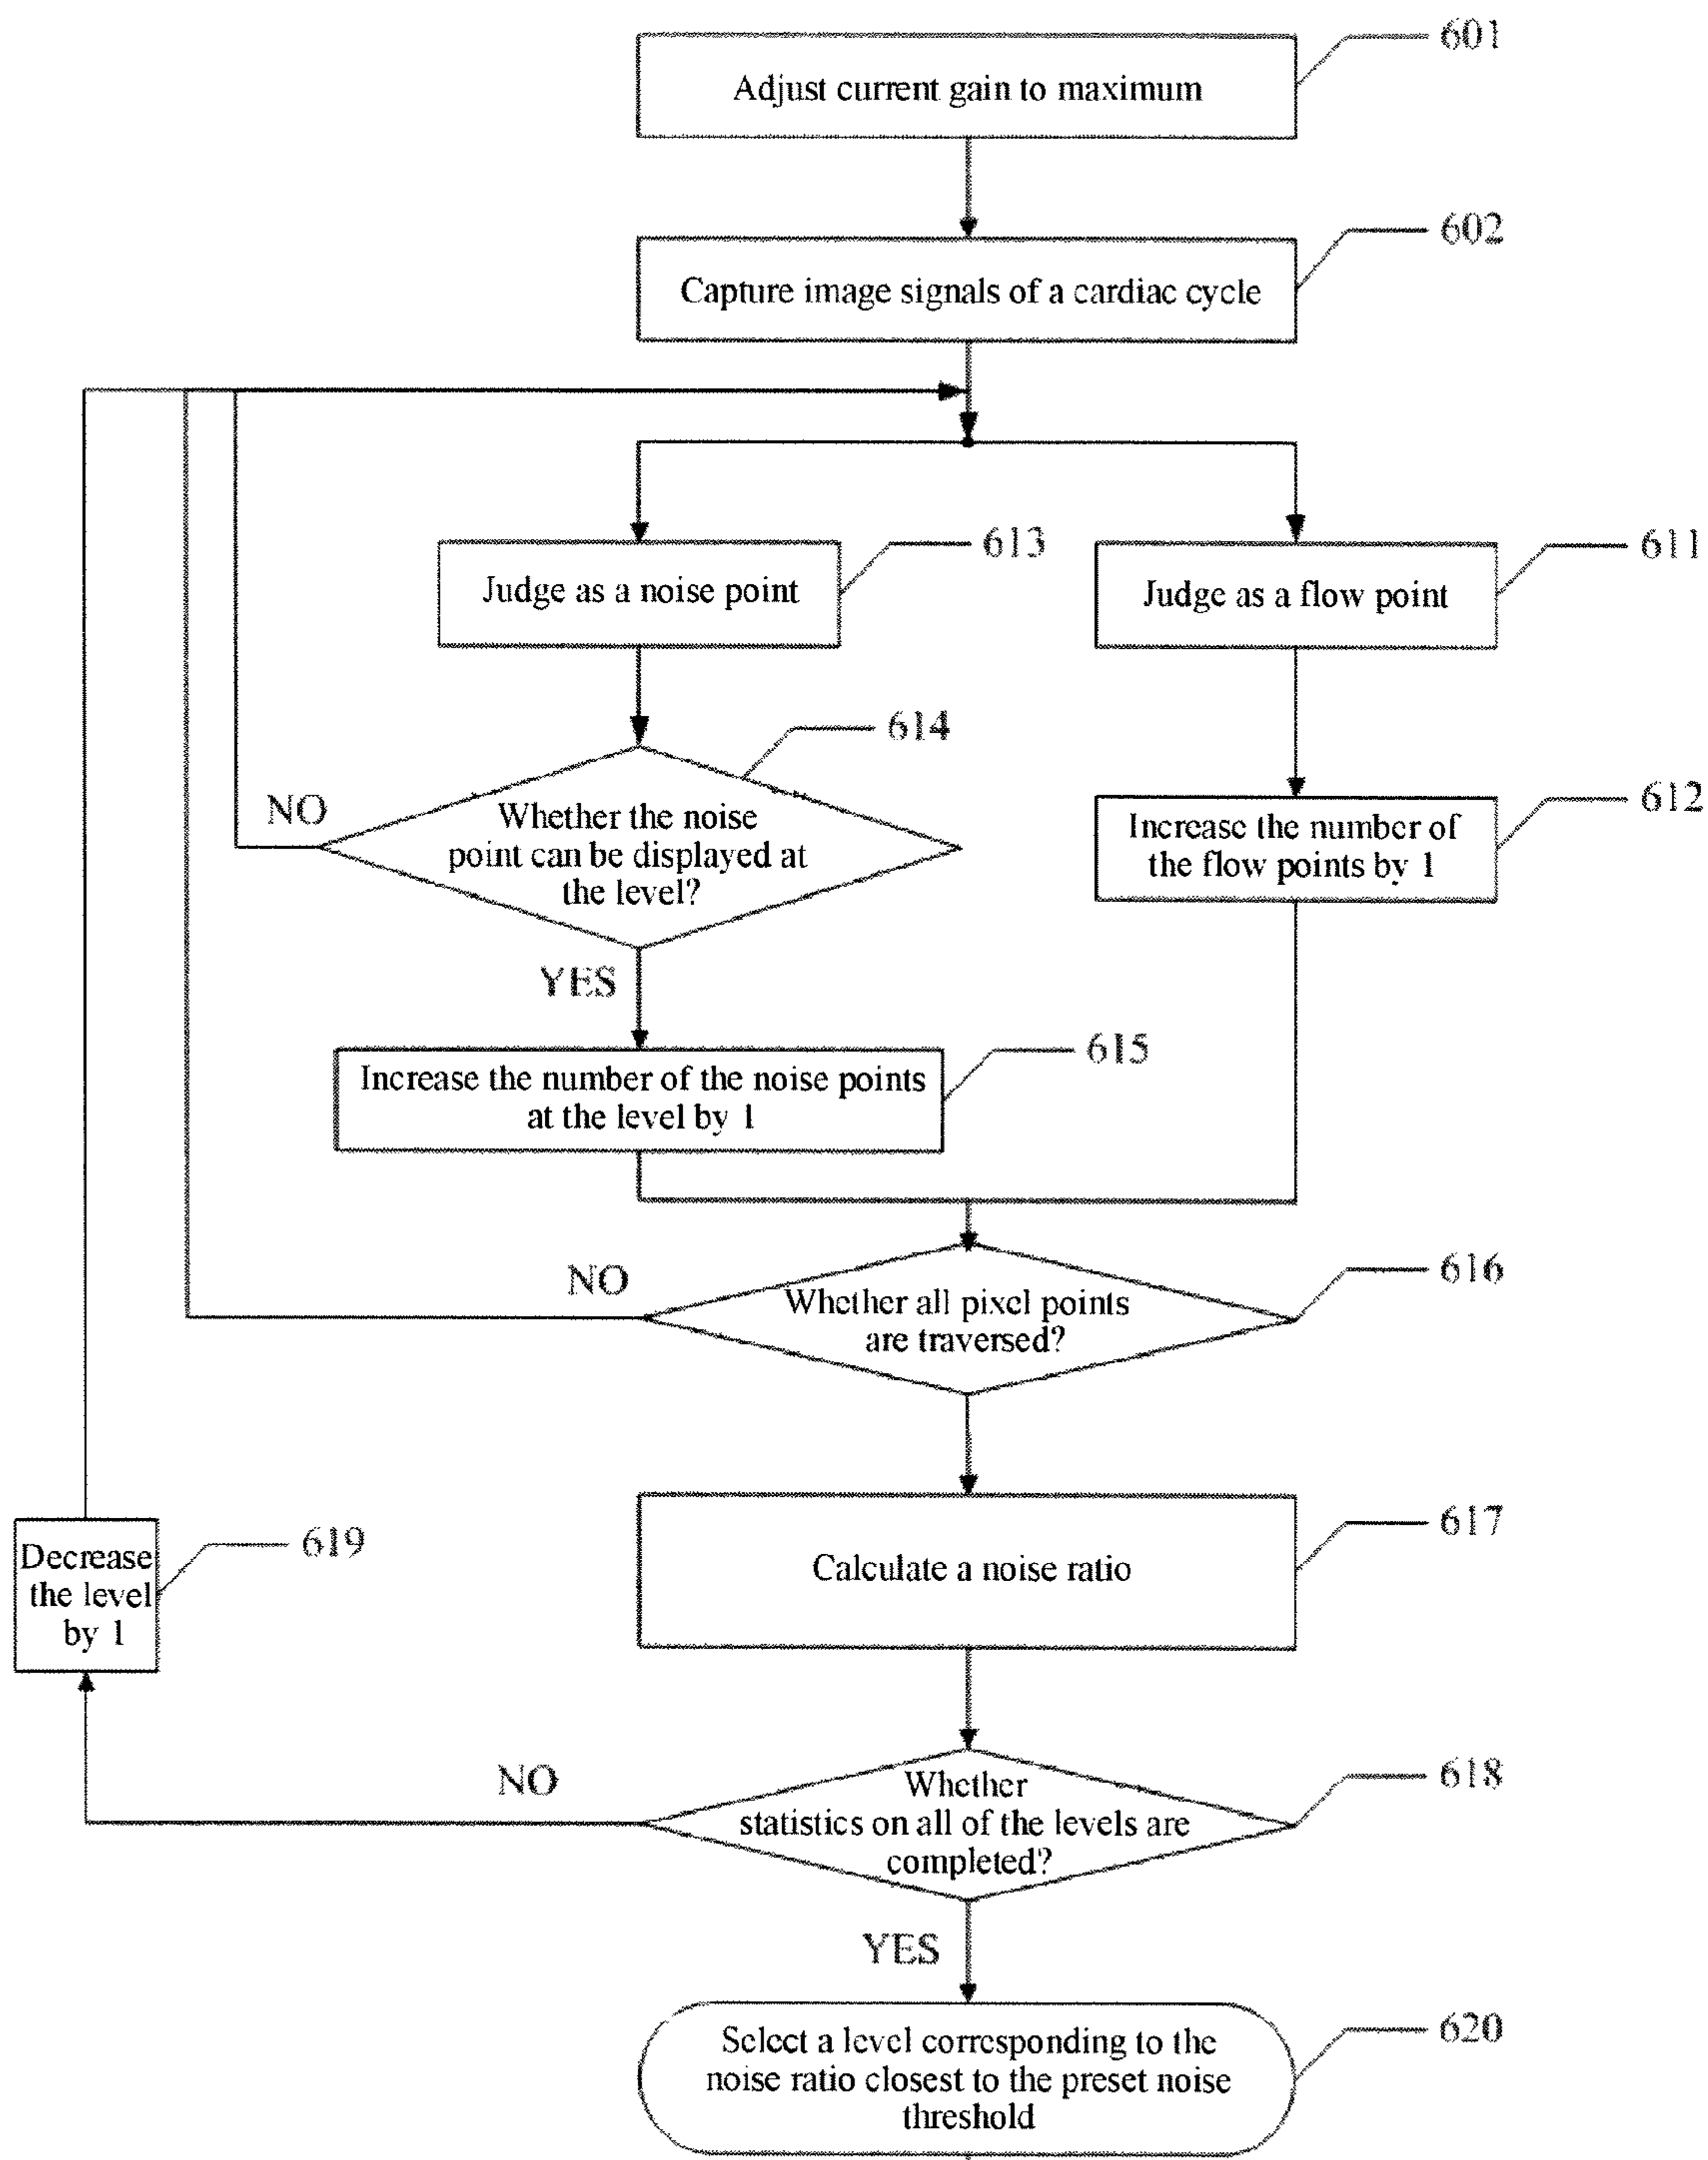 601
Adjust current gain to maximum
602
Capture image signals of a cardiac cycle
613
Judge as a noise point
611
Judge as a flow point
614
NO
Whether the noise
point can be displayed at
the level?
612
Increase the number of
the flow points by 1
YES
615
Increase the number of the noise points
at the level by 1
616
NO
Whether all pixel points
are traversed?
617
Calculate a noise ratio
619
Decrease
the level
by 1
618
NO
Whether
statistics on all of the levels are
completed?
YES
620
Select a level corresponding to the
noise ratio closest to the preset noise
threshold